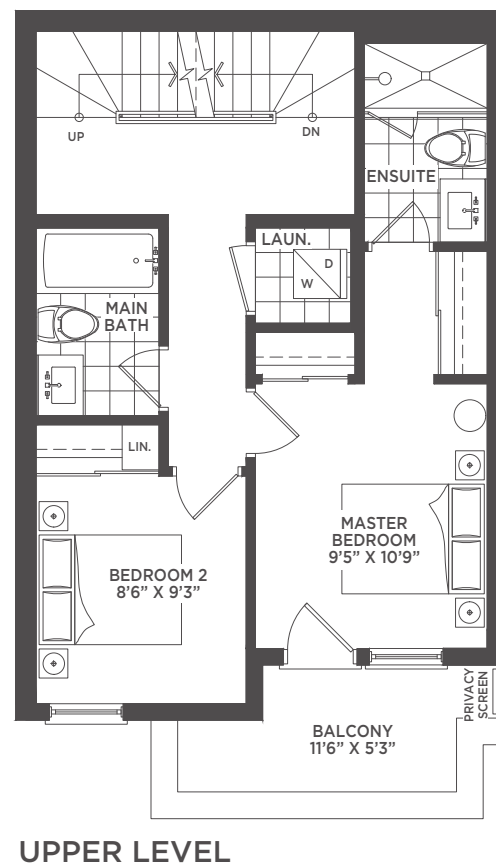 UP
DN
ENSUITE
LAUN.
D
W
MAIN
BATH
LIN.
MASTER
BEDROOM
9'5” X 10'9”
BEDROOM 2
8'6” X 9'3”
PRIVACY
SCREEN
BALCONY
11'6” X 5'3”
UPPER LEVEL